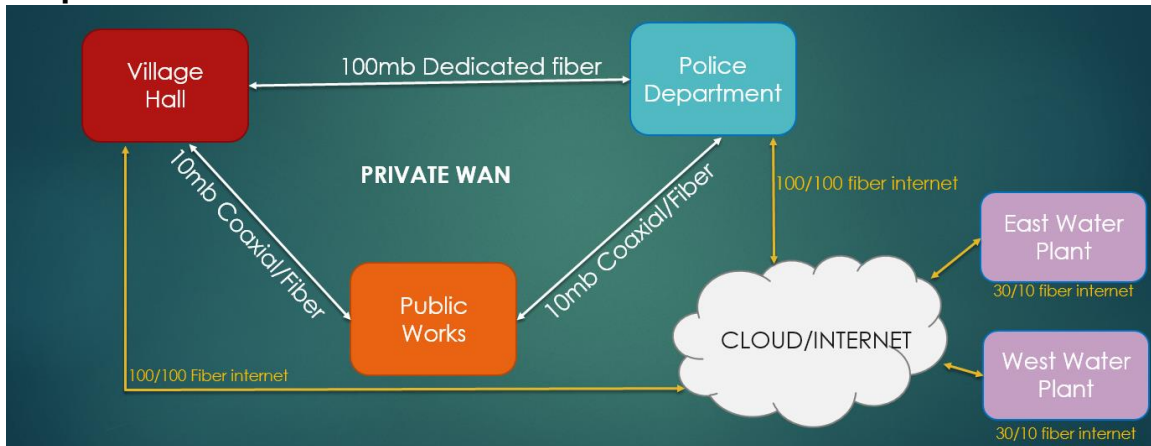 Village
Hall
100mb Dedicated fiber
Police
Department
10mb Coaxial/Fiber
PRIVATE WAN
10mb Coaxial/Fiber
100/100 fiber internet
East Water
Plant
30/10 fiber internet
Public
Works
CLOUD/INTERNET
100/100 Fiber internet
West Water
Plant
30/10 fiber internet